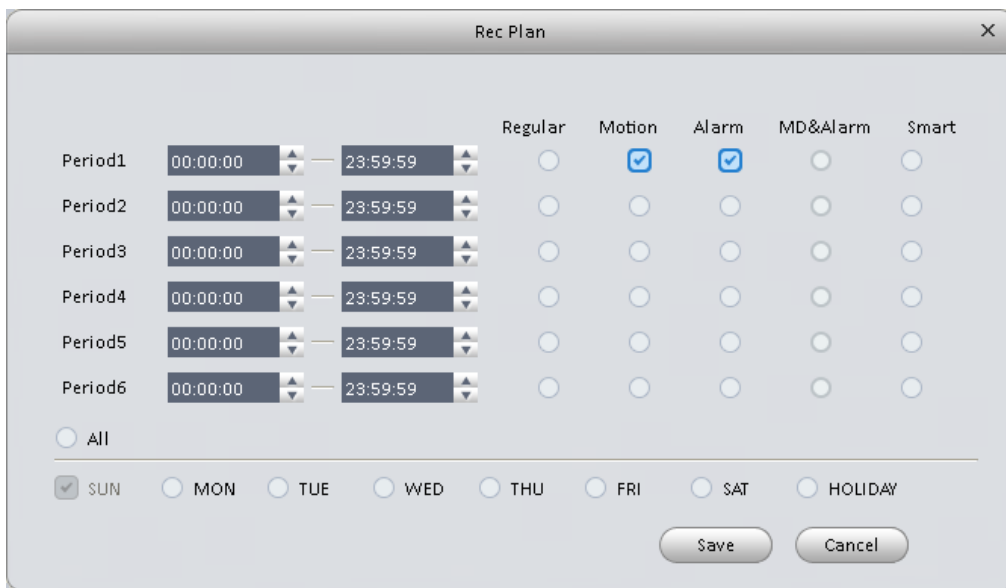 Rec Plan
Regular Motion Alarm MD&Alarm Smart
Period1 00:00:00 23:59:59
Period2 00:00:00 23:59:59
Period3 00:00:00 23:59:59
Period4 00:00:00 23:59:59
Period5 00:00:00 23:59:59
Period6 00:00:00 23:59:59
All
SUN MON TUE WED THU FRI SAT HOLIDAY
Save Cancel